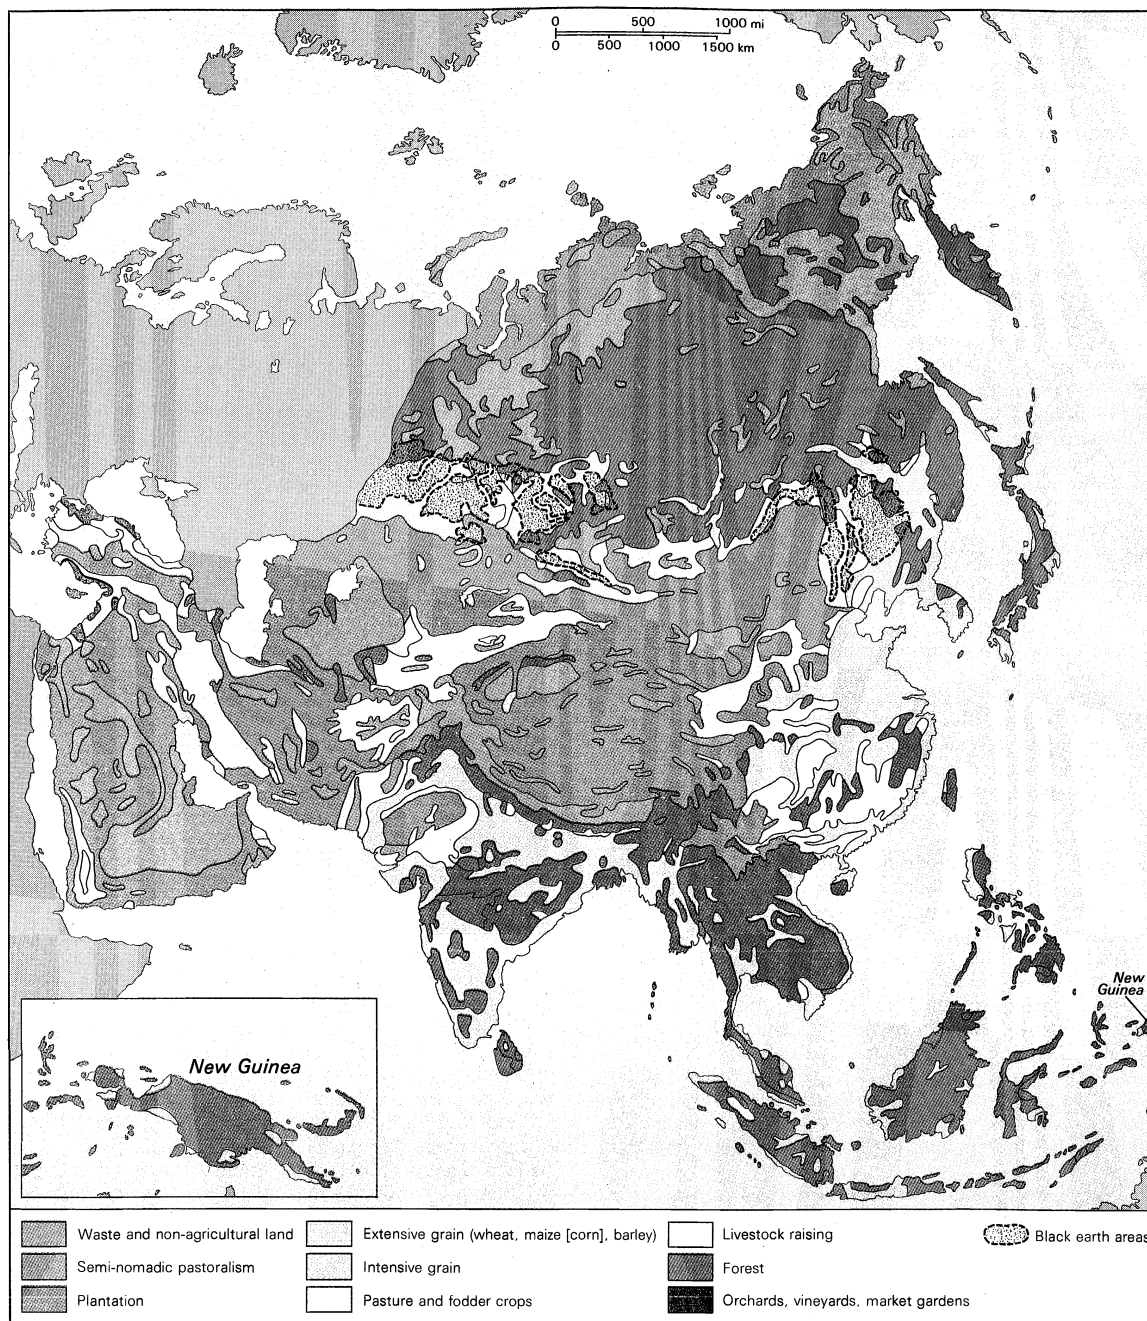 0 500 1000 mi
0 500 1000 1500 km
New
Guinea
New Guinea
Waste and non-agricultural land
Semi-nomadic pastoralism
Plantation
Extensive grain (wheat, maize [corn], barley)
Intensive grain
Pasture and fodder crops
Livestock raising
Forest
Orchards, vineyards, market gardens
Black earth areas